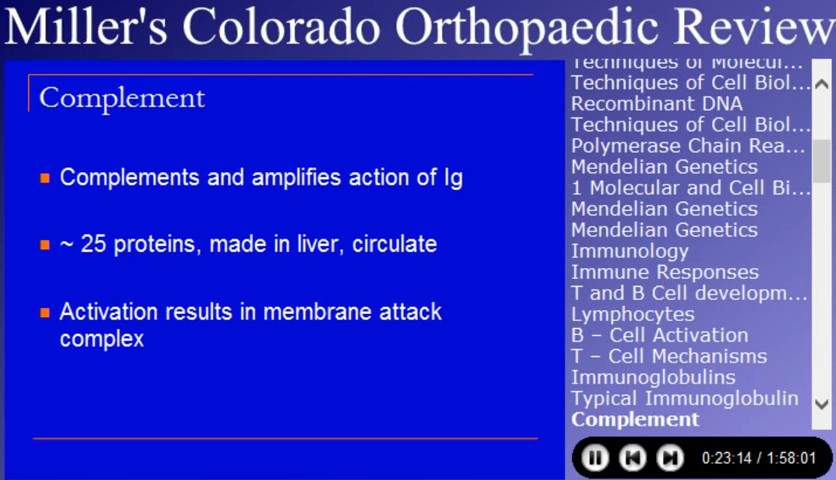 Miller's Colorado Orthopaedic Review
Complement
Complements and amplifies action of Ig
~ 25 proteins, made in liver, circulate
Activation results in membrane attack
complex
Techniques of Molecul...
Techniques of Cell Biol...
Recombinant DNA
Techniques of Cell Biol...
Polymerase Chain Rea...
Mendelian Genetics
1 Molecular and Cell Bi...
Mendelian Genetics
Mendelian Genetics
Immunology
Immune Responses
T and B Cell developm...
Lymphocytes
B – Cell Activation
T – Cell Mechanisms
Immunoglobulins
Typical Immunoglobulin
Complement
0:23:14 / 1:58:01